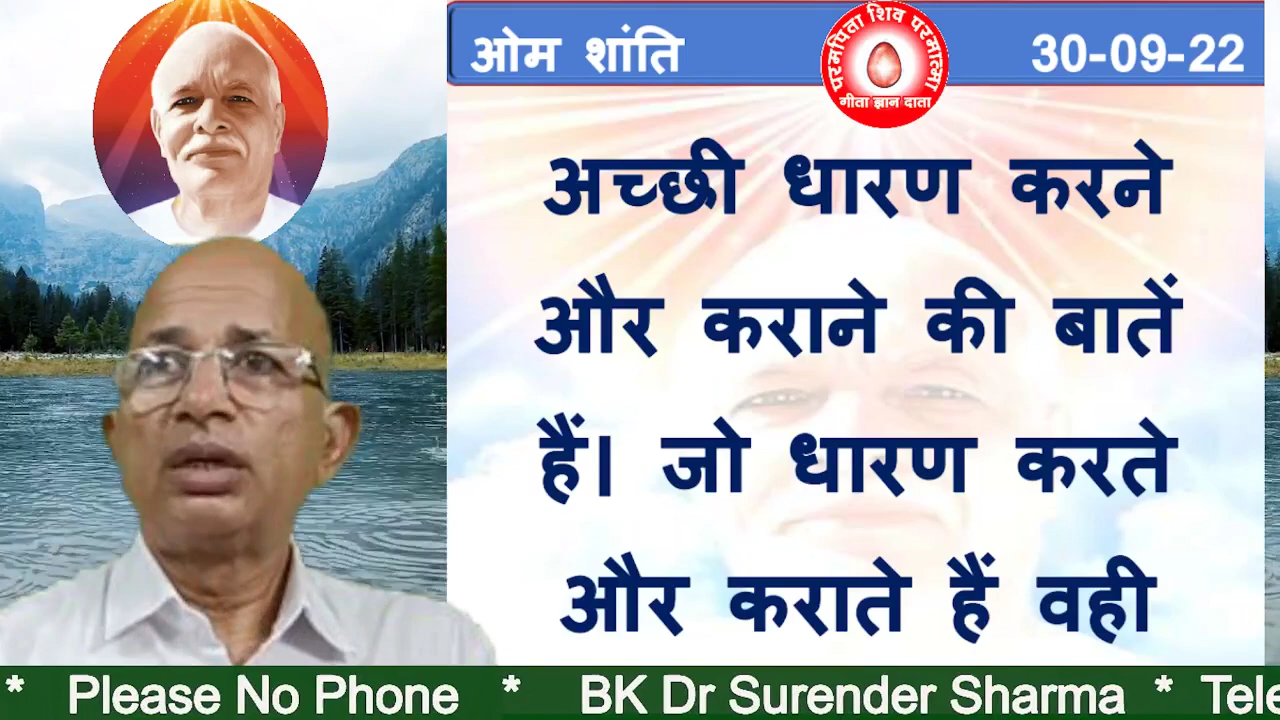 ओम शांति
परमपिता शिव परमात्मा
गीता ज्ञान दाता
30-09-22
अच्छी धारण करने
और कराने की बातें
हैं। जो धारण करते
और कराते हैं वही
* Please No Phone * BK Dr Surender Sharma * Tele